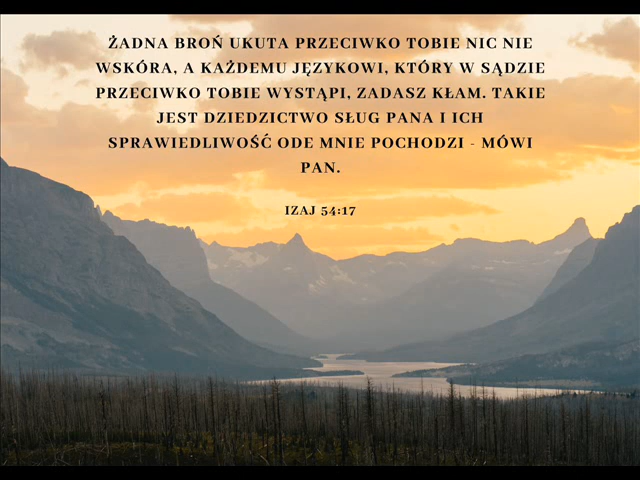 ŻADNA BROŃ UKUTA PRZECIWKO TOBIE NIC NIE
WSKÓRA, A KAŻDEMU JĘZYKOWI, KTÓRY W SĄDZIE
PRZECIWKO TOBIE WYSTĄPI, ZADASZ KŁAM. TAKIE
JEST DZIEDZICTWO SŁUG PANA I ICH
SPRAWIEDLIWOŚĆ ODE MNIE POCHODZI - MÓWI
PAN.
IZAJ 54:17